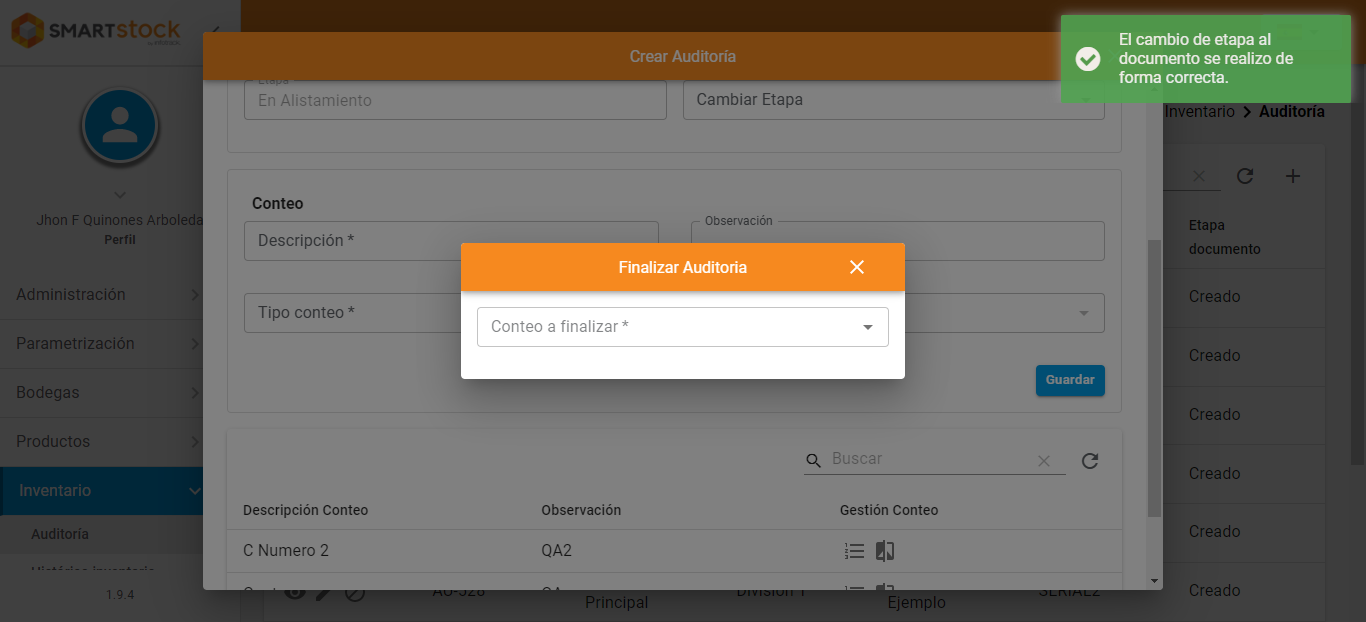 SMARTstock
Crear Auditoría
El cambio de etapa al
documento se realizo de
forma correcta.
Etapa
En Alistamiento
Cambiar Etapa
Inventario > Auditoría
Jhon F Quinones Arboleda
Perfil
Administración
Parametrización
Bodegas
Productos
Inventario
Auditoría
Histórico inventario
1.9.4
Conteo
Descripción *
Observación
Tipo conteo *
Guardar
Finalizar Auditoria
Conteo a finalizar *
Buscar
Descripción Conteo
Observación
Gestión Conteo
C Numero 2
QA2
Etapa
documento
Creado
Creado
Creado
Creado
Creado
Creado
AU-528
Principal
División 1
Ejemplo
SERIAL2